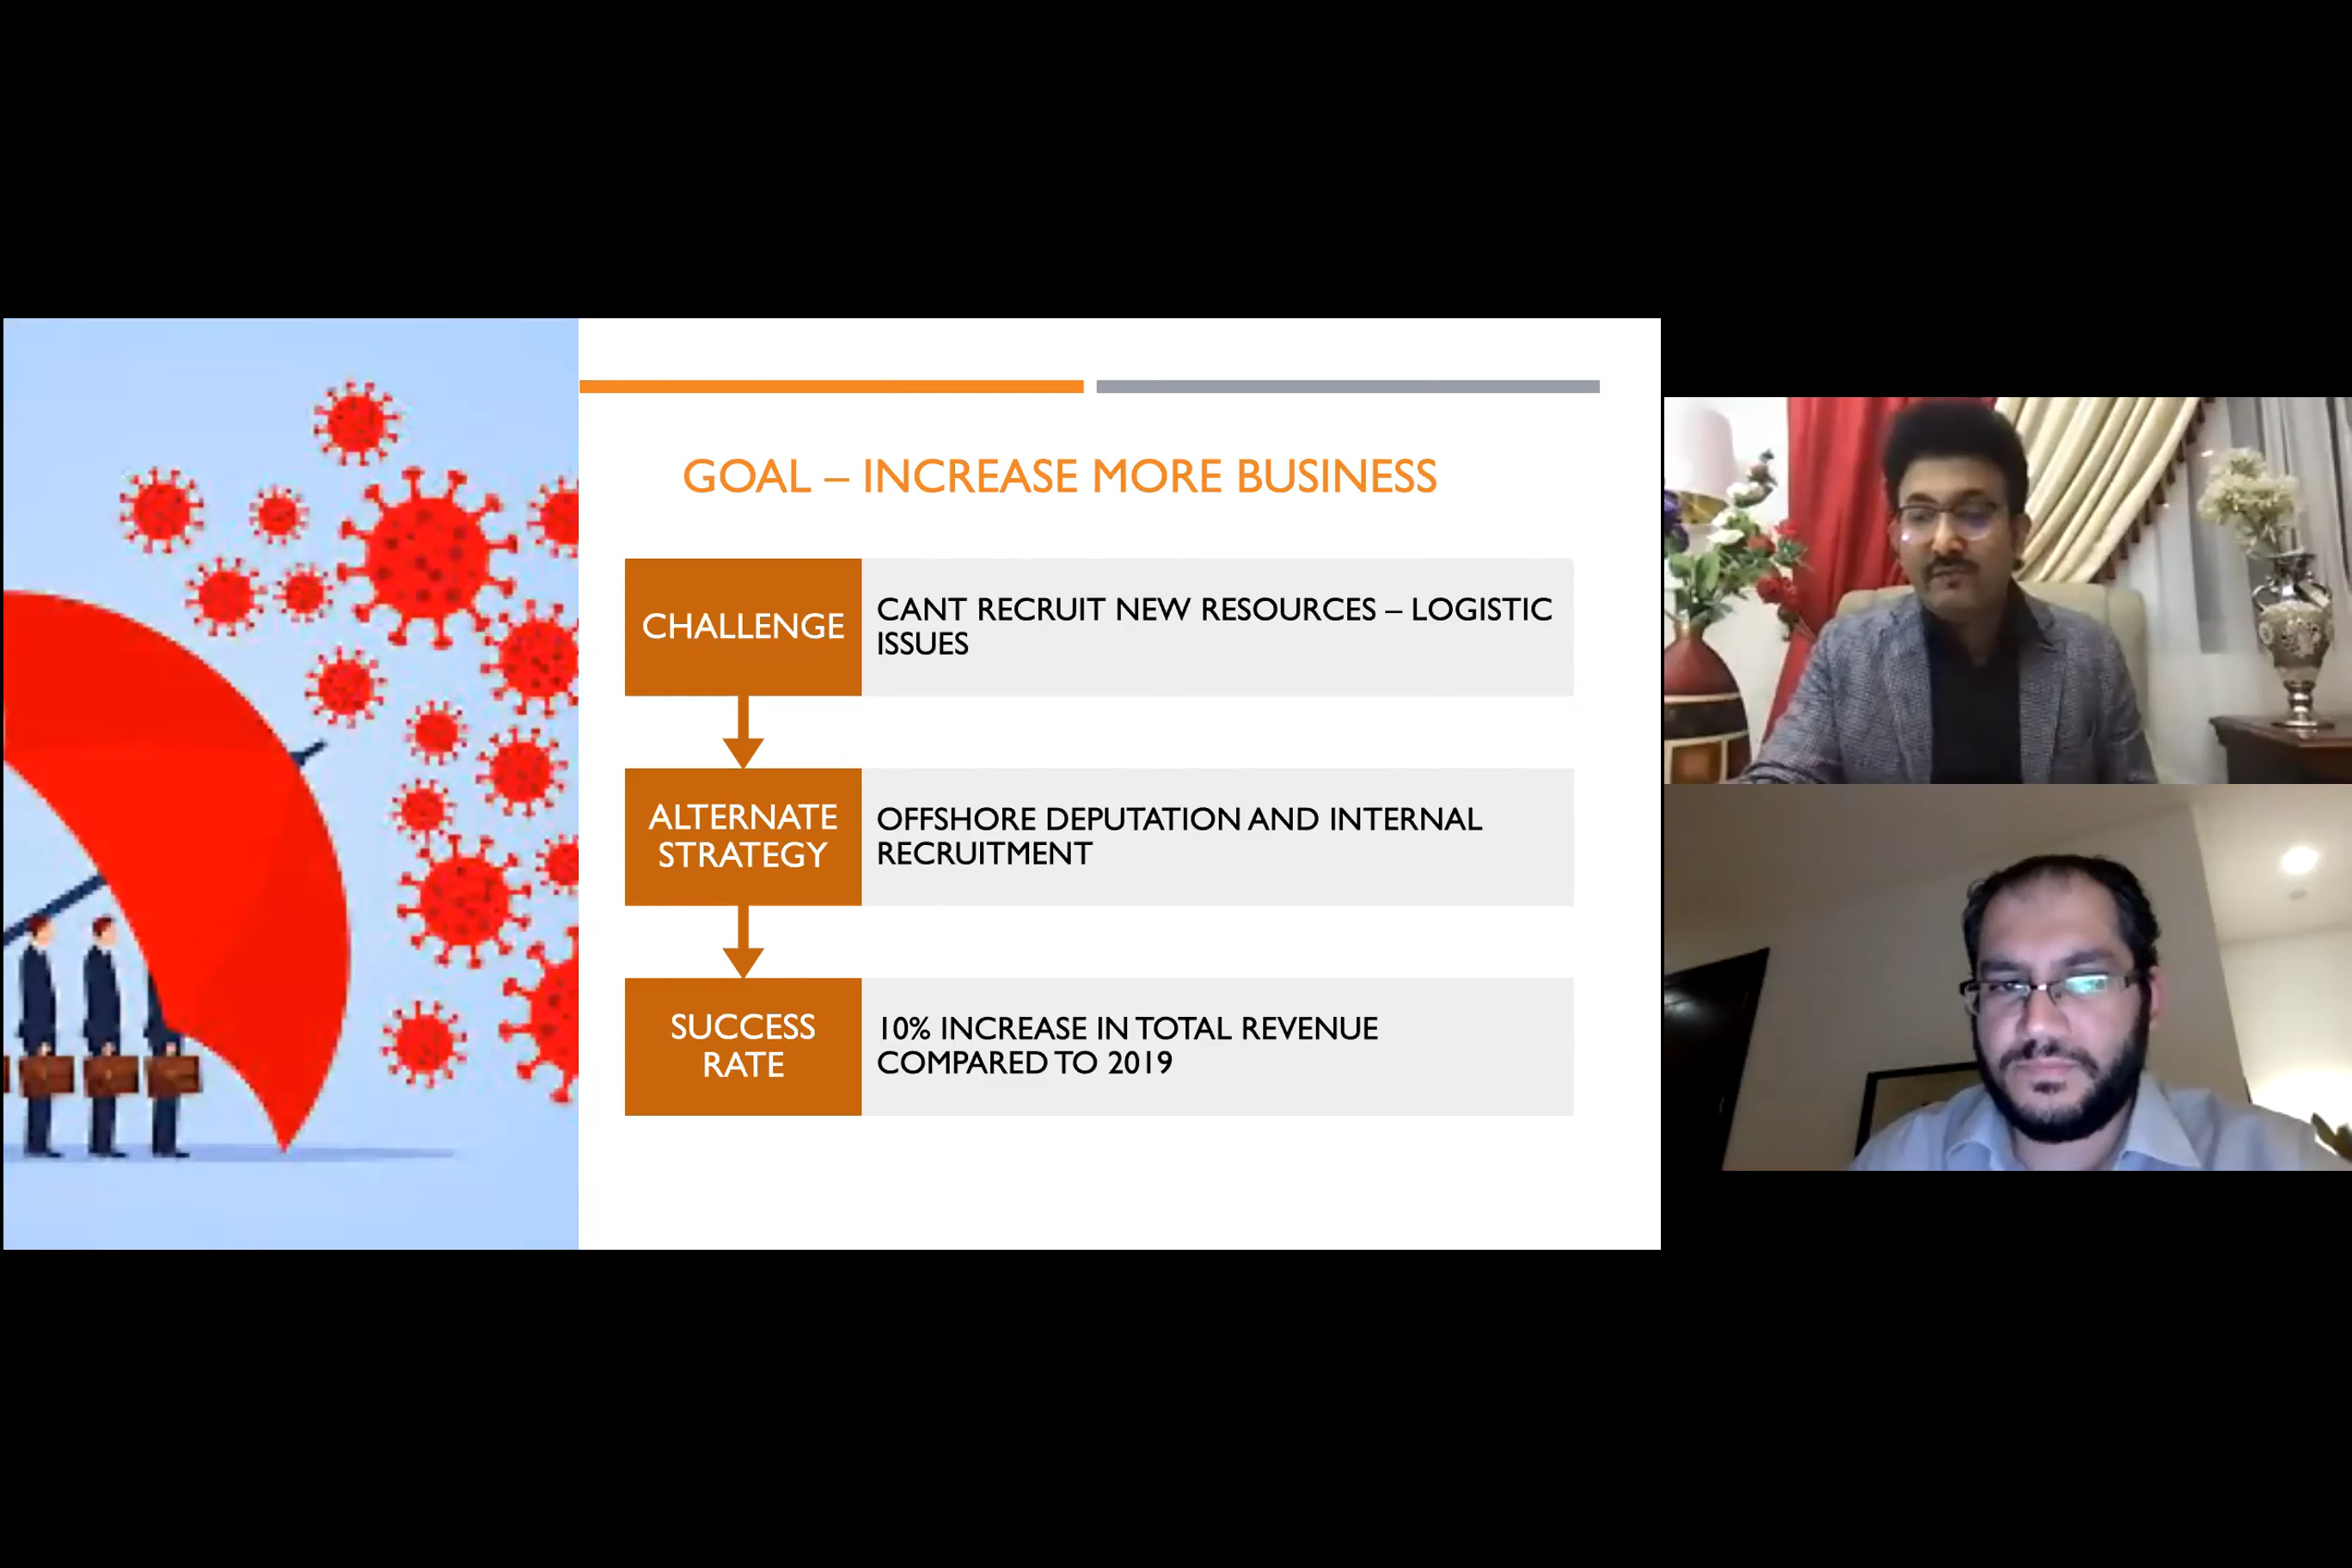 GOAL – INCREASE MORE BUSINESS
CHALLENGE
CANT RECRUIT NEW RESOURCES – LOGISTIC
ISSUES
ALTERNATE
STRATEGY
OFFSHORE DEPUTATION AND INTERNAL
RECRUITMENT
SUCCESS
RATE
10% INCREASE IN TOTAL REVENUE
COMPARED TO 2019